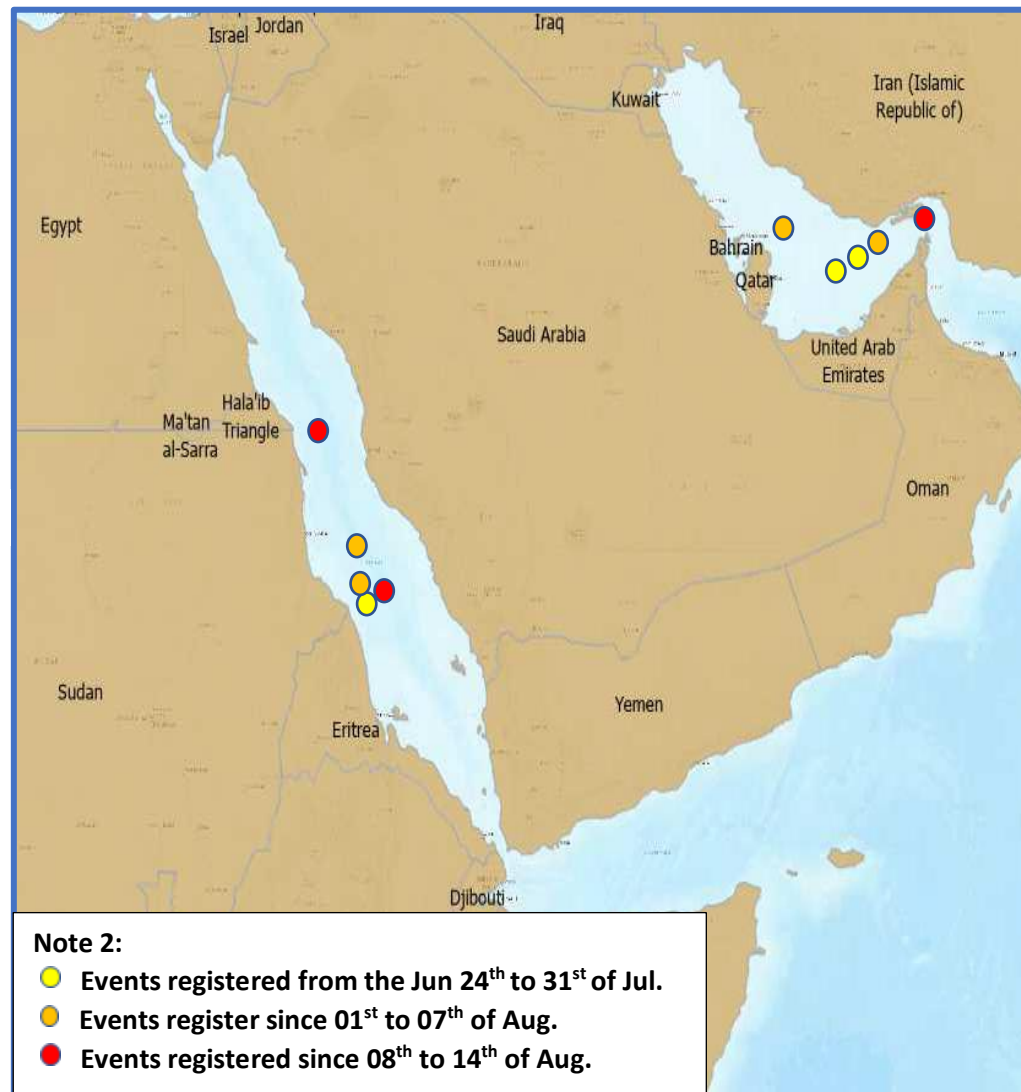 Israel
Jordan
Iraq
Kuwait
Iran (Islamic
Republic of)
Egypt
Bahrain
Qatar
Saudi Arabia
United Arab
Emirates
Hala'ib
Triangle
Ma'tan
al-Sarra
Oman
Sudan
Yemen
Eritrea
Djibouti
Note 2:
Events registered from the Jun 24th to 31st of Jul.
Events register since 01st to 07th of Aug.
Events registered since 08th to 14th of Aug.